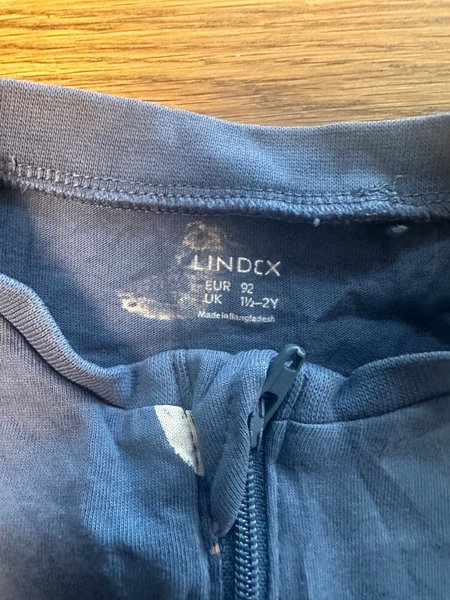 LINDEX
EUR 92
UK 1½–2Y
Made in Bangladesh